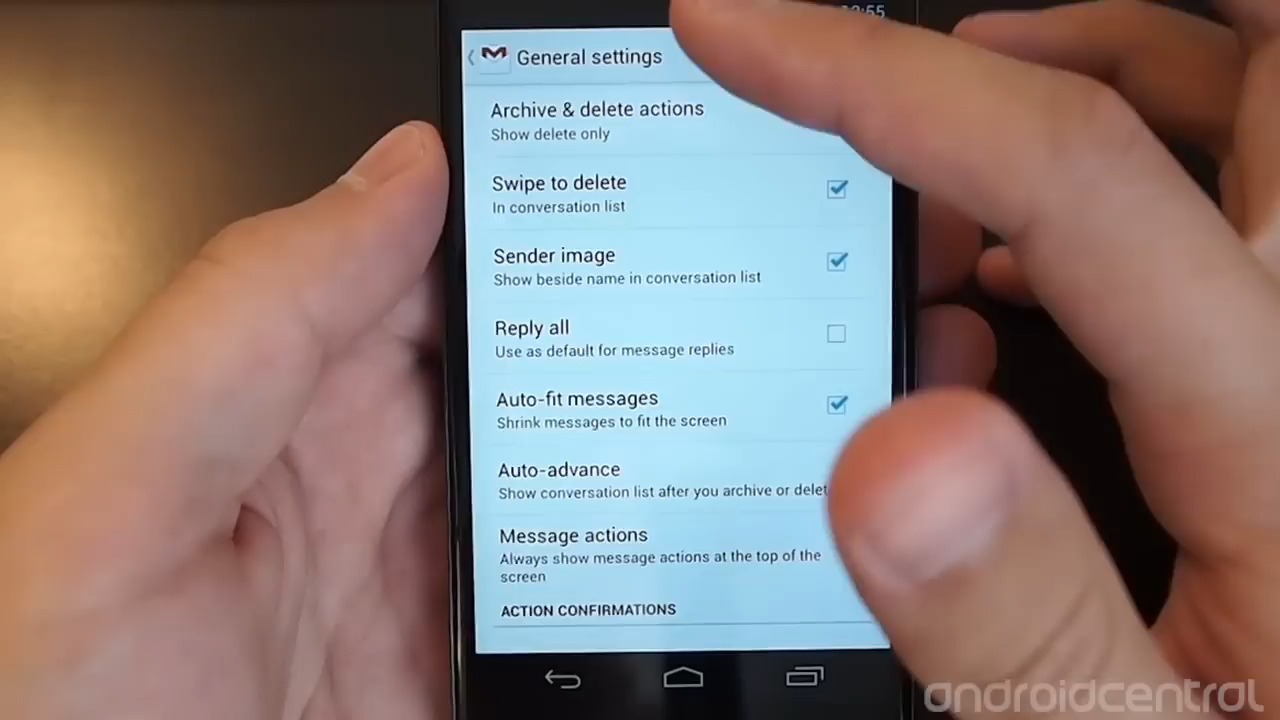 General settings
Archive & delete actions
Show delete only
Swipe to delete
In conversation list
Sender image
Show beside name in conversation list
Reply all
Use as default for message replies
Auto-fit messages
Shrink messages to fit the screen
Auto-advance
Show conversation list after you archive or delet
Message actions
Always show message actions at the top of the
screen
ACTION CONFIRMATIONS
androidcentral